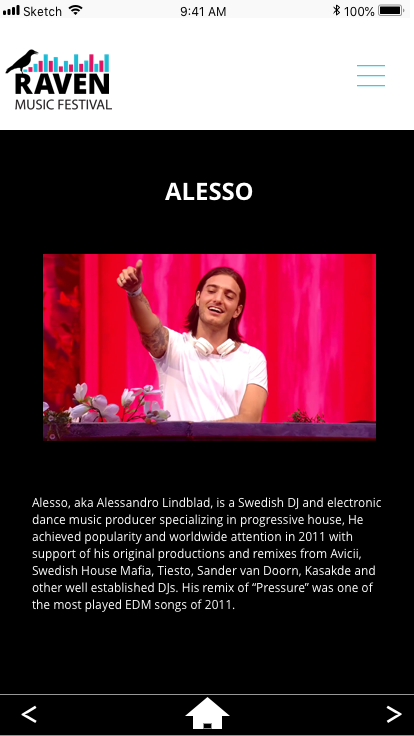 Sketch 9:41 AM 100%
RAVEN
MUSIC FESTIVAL
ALESSO
Alesso, aka Alessandro Lindblad, is a Swedish DJ and electronic
dance music producer specializing in progressive house, He
achieved popularity and worldwide attention in 2011 with
support of his original productions and remixes from Avicii,
Swedish House Mafia, Tiesto, Sander van Doorn, Kasakde and
other well established DJs. His remix of “Pressure” was one of
the most played EDM songs of 2011.
< >